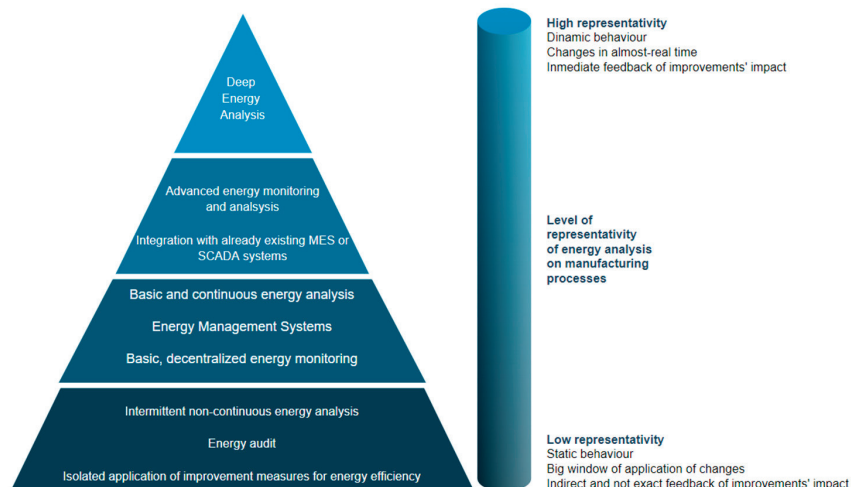 Deep
Energy
Analysis
Advanced energy monitoring
and analsysis
Integration with already existing MES or
SCADA systems
Basic and continuous energy analysis
Energy Management Systems
Basic, decentralized energy monitoring
Intermittent non-continuous energy analysis
Energy audit
Isolated application of improvement measures for energy efficiency
High representativity
Dinamic behaviour
Changes in almost-real time
Inmediate feedback of improvements' impact
Level of
representativity
of energy analysis
on manufacturing
processes
Low representativity
Static behaviour
Big window of application of changes
Indirect and not exact feedback of improvements' impact